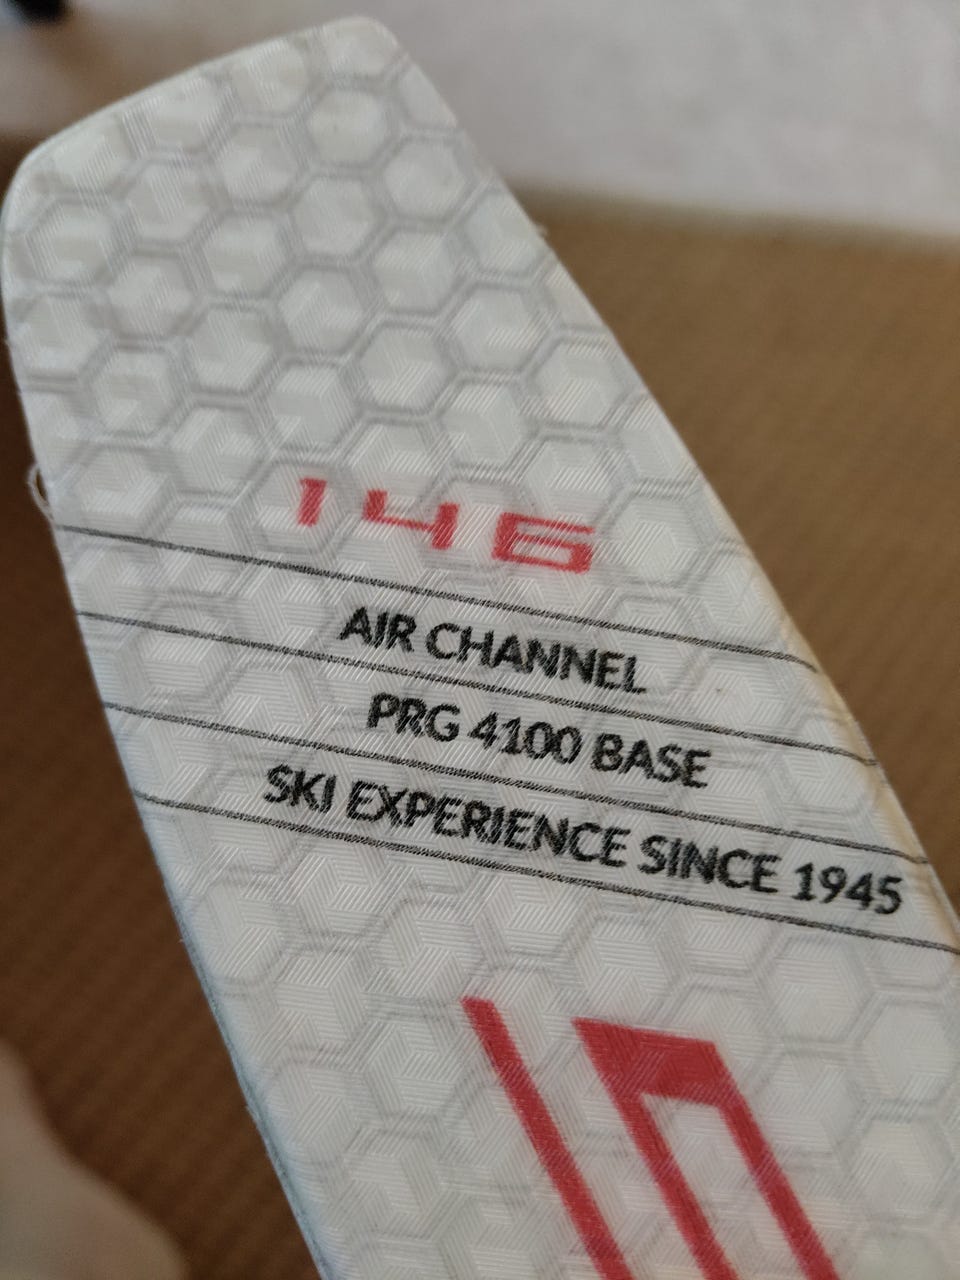 146
AIR CHANNEL
PRG 4100 BASE
SKI EXPERIENCE SINCE 1945